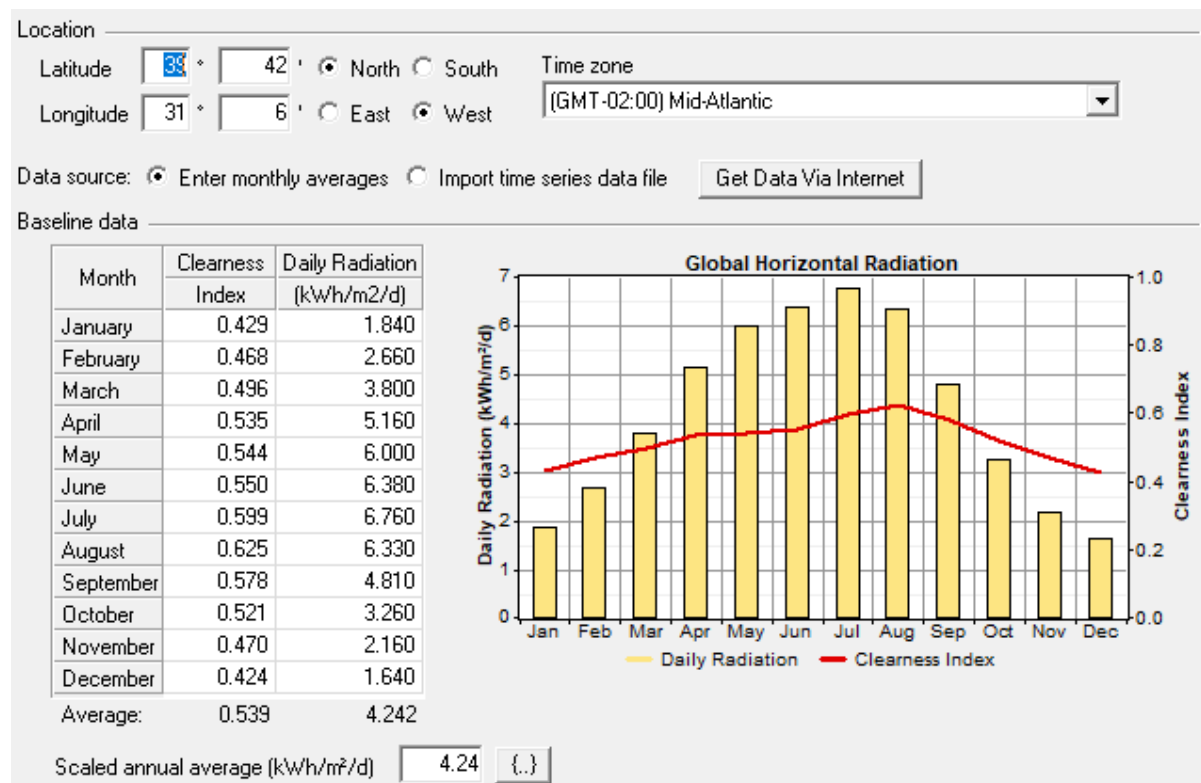 Location
Latitude 39 ° 42 ' North South Time zone
Longitude 31 ° 6 ' East West (GMT-02:00) Mid-Atlantic
Data source: Enter monthly averages Import time series data file Get Data Via Internet
Baseline data
Month Clearness Index Daily Radiation (kWh/m2/d)
January 0.429 1.840
February 0.468 2.660
March 0.496 3.800
April 0.535 5.160
May 0.544 6.000
June 0.550 6.380
July 0.599 6.760
August 0.625 6.330
September 0.578 4.810
October 0.521 3.260
November 0.470 2.160
December 0.424 1.640
Average: 0.539 4.242
Scaled annual average (kWh/m²/d) 4.24 {..}
Global Horizontal Radiation
Daily Radiation (kWh/m²/d)
7
6
5
4
3
2
1
0
1.0
0.8
0.6
0.4
0.2
0.0
Clearness Index
Jan Feb Mar Apr May Jun Jul Aug Sep Oct Nov Dec
Daily Radiation Clearness Index